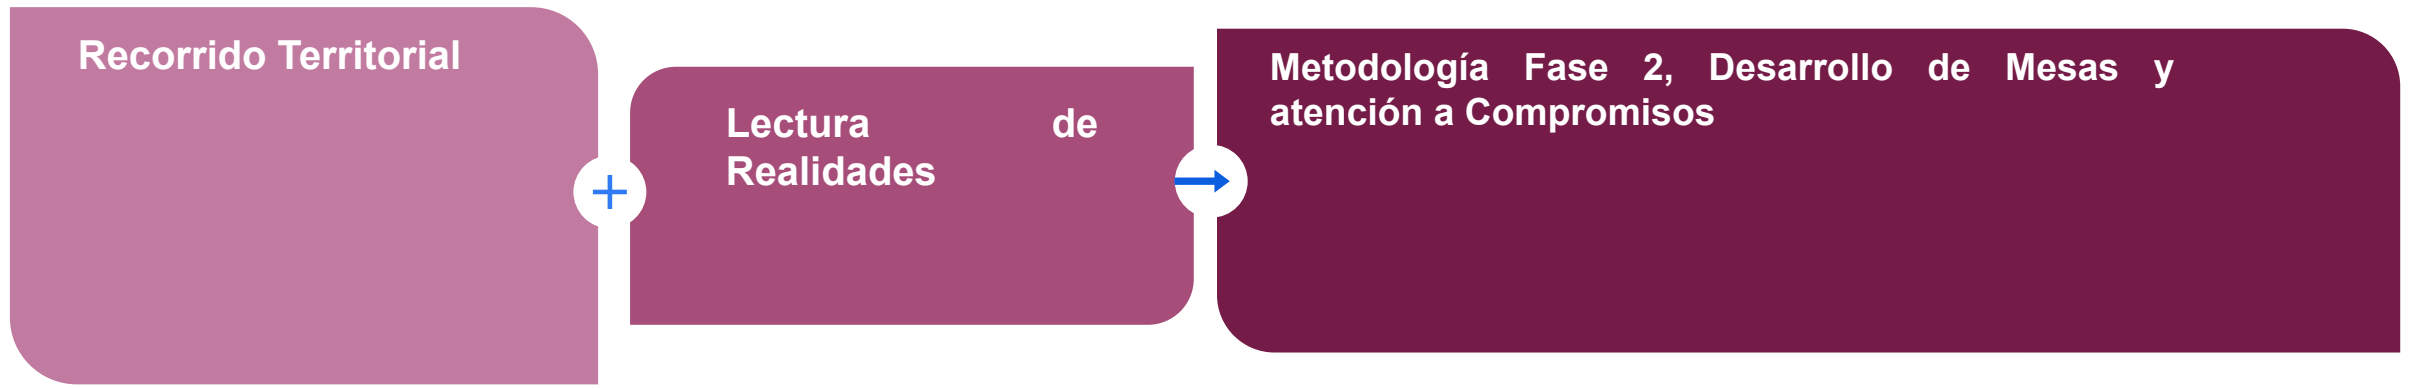 Recorrido Territorial
Lectura de
Realidades
Metodología Fase 2, Desarrollo de Mesas y
atención a Compromisos